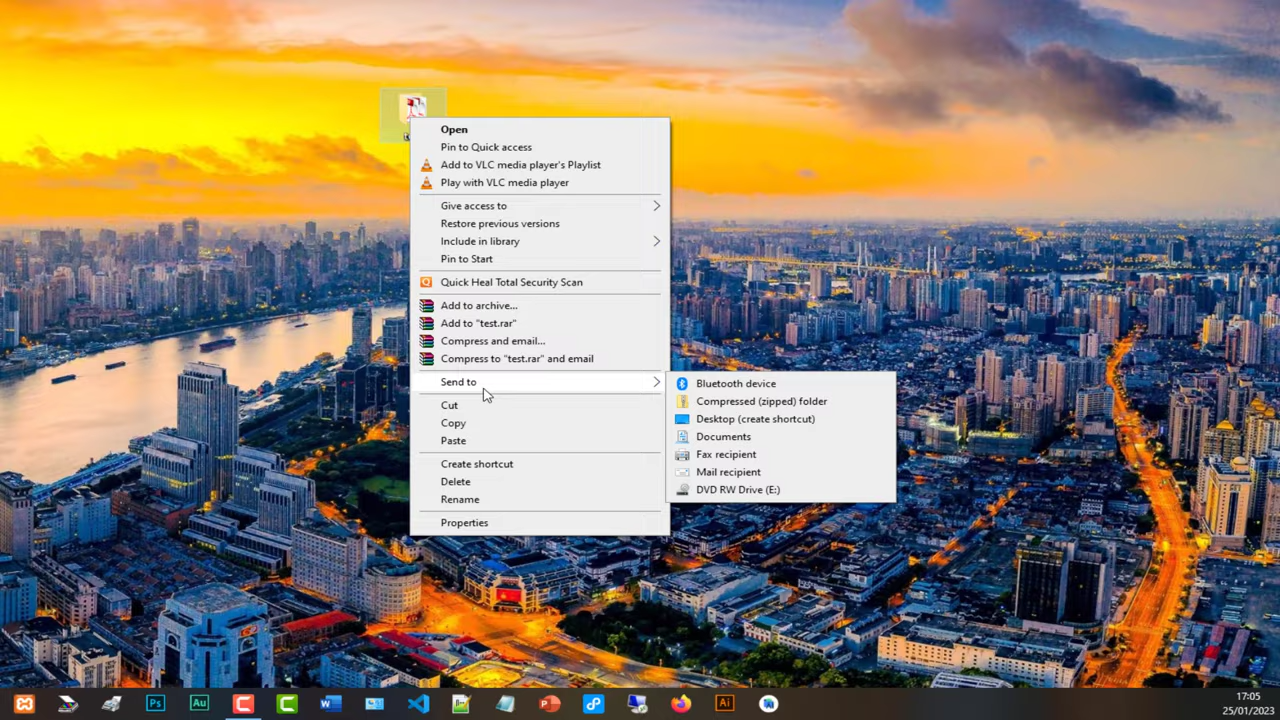 Open
Pin to Quick access
Add to VLC media player's Playlist
Play with VLC media player
Give access to
Restore previous versions
Include in library
Pin to Start
Quick Heal Total Security Scan
Add to archive...
Add to "test.rar"
Compress and email...
Compress to "test.rar" and email
Send to
Cut
Copy
Paste
Create shortcut
Delete
Rename
Properties
Bluetooth device
Compressed (zipped) folder
Desktop (create shortcut)
Documents
Fax recipient
Mail recipient
DVD RW Drive (E:)
Ps
Au
Ai
17:05
25/01/2023